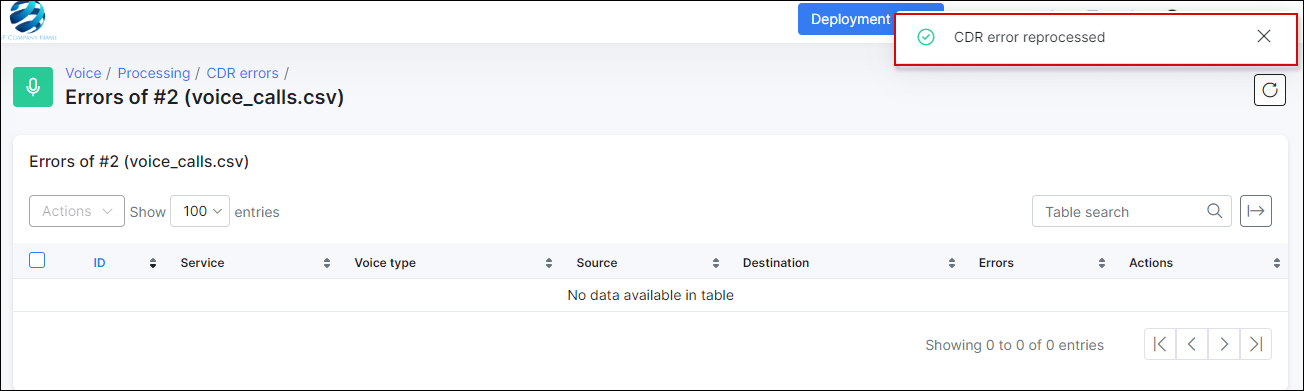 P COMPANY NAME
Deployment
CDR error reprocessed
Voice / Processing / CDR errors /
Errors of #2 (voice_calls.csv)
Errors of #2 (voice_calls.csv)
Actions Show 100 entries Table search
ID Service Voice type Source Destination Errors Actions
No data available in table
Showing 0 to 0 of 0 entries